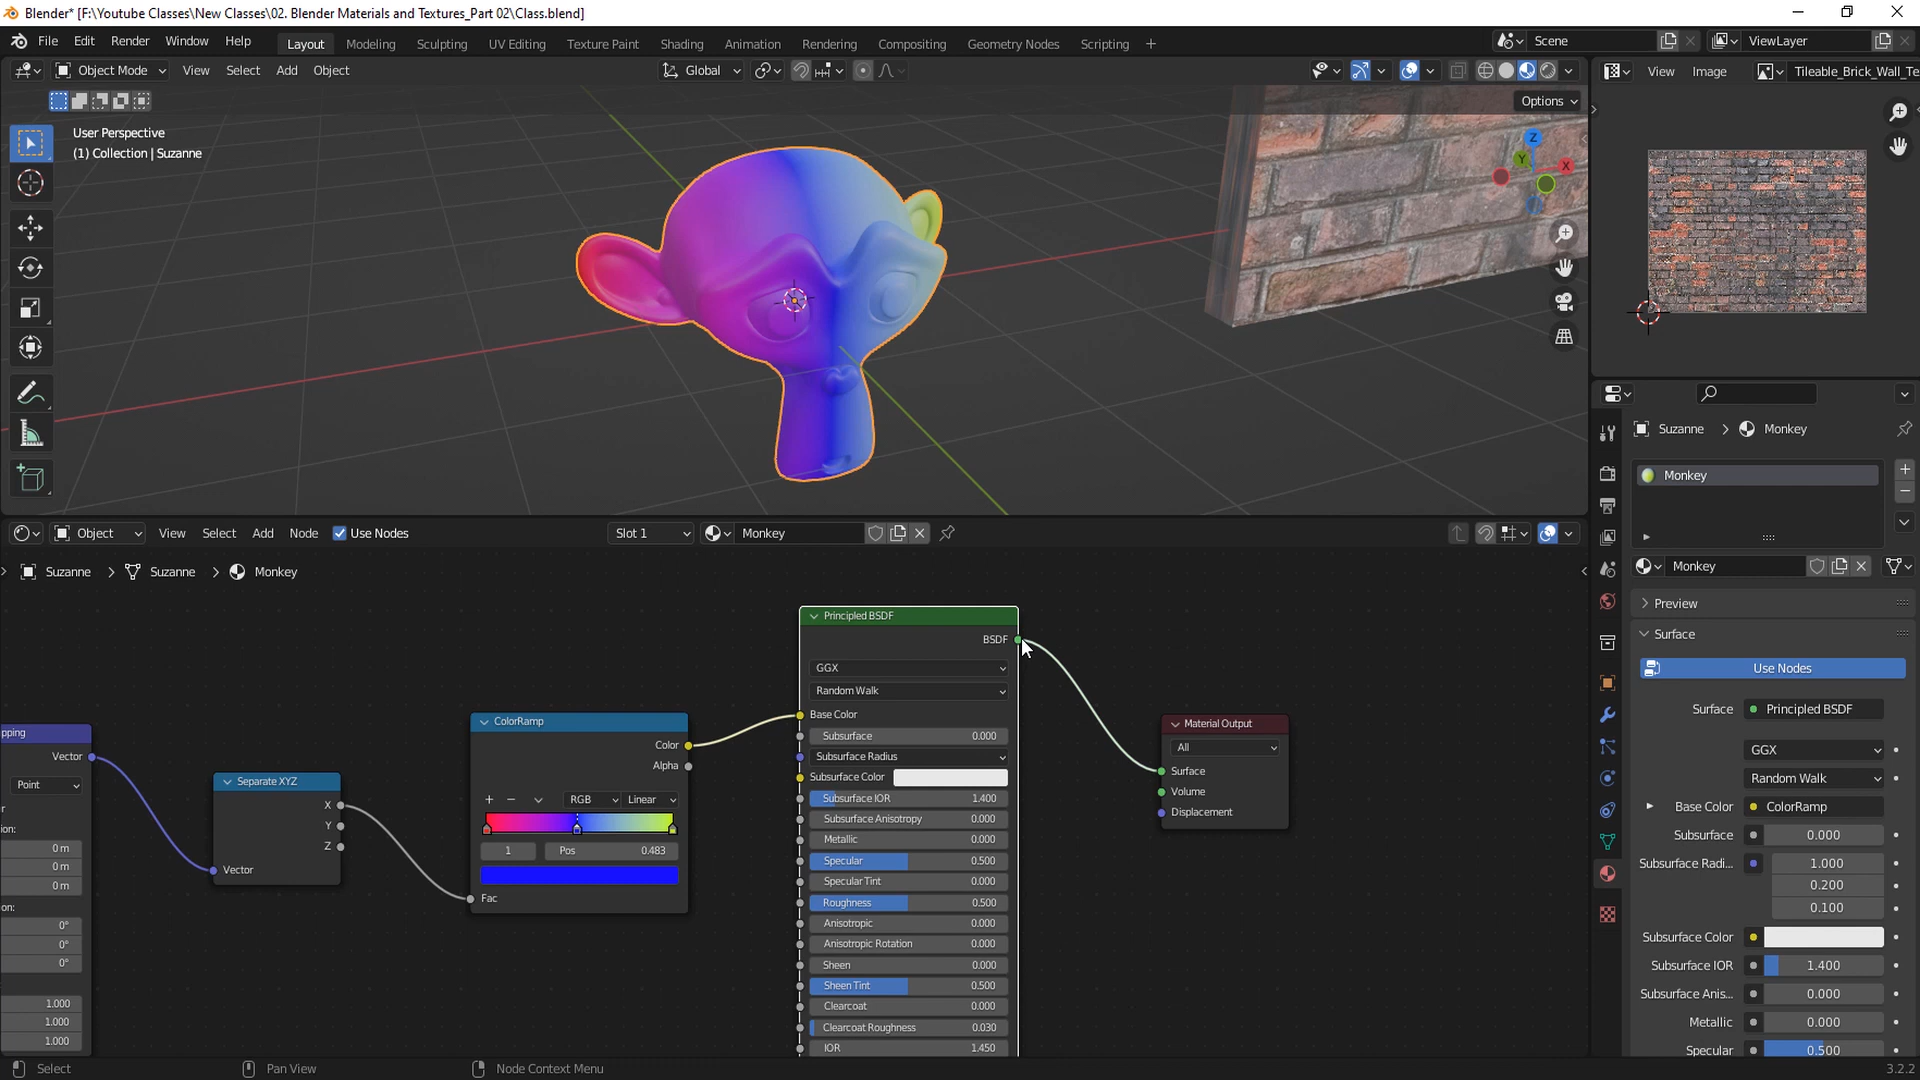 Blender* [F:\Youtube Classes\New Classes\02. Blender Materials and Textures_Part 02\Class.blend]
File Edit Render Window Help Layout Modeling Sculpting UV Editing Texture Paint Shading Animation Rendering Compositing Geometry Nodes Scripting + Scene ViewLayer
Object Mode View Select Add Object Global View Image Tileable_Brick_Wall_Te
Options
User Perspective
(1) Collection | Suzanne
Z
Y
X
Suzanne > Monkey
Monkey
Object View Select Add Node Use Nodes Slot 1 Monkey
Suzanne > Suzanne > Monkey
Monkey
Preview
Surface
Use Nodes
Surface Principled BSDF
GGX
Random Walk
Base Color ColorRamp
Subsurface 0.000
Subsurface Radi... 1.000
0.200
0.100
Subsurface Color
Subsurface IOR 1.400
Subsurface Anis... 0.000
Metallic 0.000
Specular 0.500
pping
Vector
Point
r
ion:
0 m
0 m
0 m
on:
0°
0°
0°
1.000
1.000
1.000
Separate XYZ
X
Y
Z
Vector
ColorRamp
Color
Alpha
+ − RGB Linear
1 Pos 0.483
Fac
Principled BSDF
BSDF
GGX
Random Walk
Base Color
Subsurface 0.000
Subsurface Radius
Subsurface Color
Subsurface IOR 1.400
Subsurface Anisotropy 0.000
Metallic 0.000
Specular 0.500
Specular Tint 0.000
Roughness 0.500
Anisotropic 0.000
Anisotropic Rotation 0.000
Sheen 0.000
Sheen Tint 0.500
Clearcoat 0.000
Clearcoat Roughness 0.030
IOR 1.450
Material Output
All
Surface
Volume
Displacement
Select Pan View Node Context Menu 3.2.2